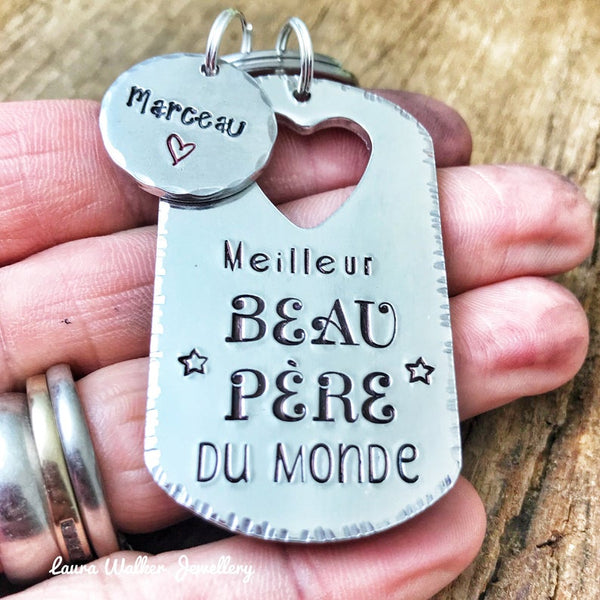 Marceau
Meilleur
BEAU
PÈRE
DU MONDE
Laura Walker Jewellery